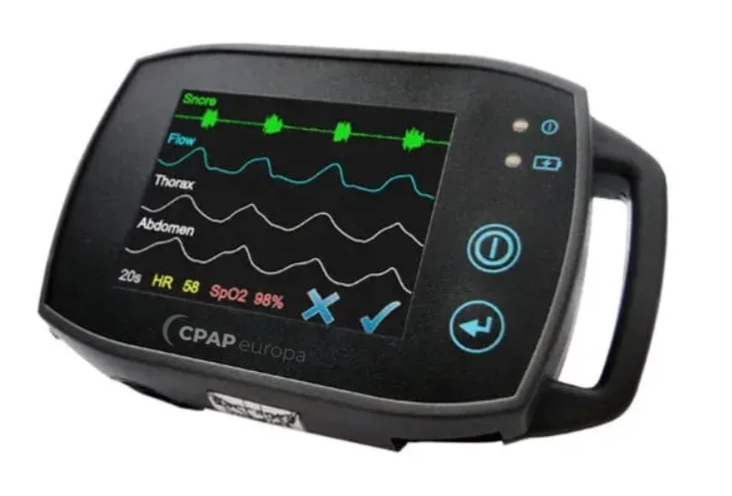 Snore
Flow
Thorax
Abdomen
20s HR 58 SpO2 98%
CPAP europa